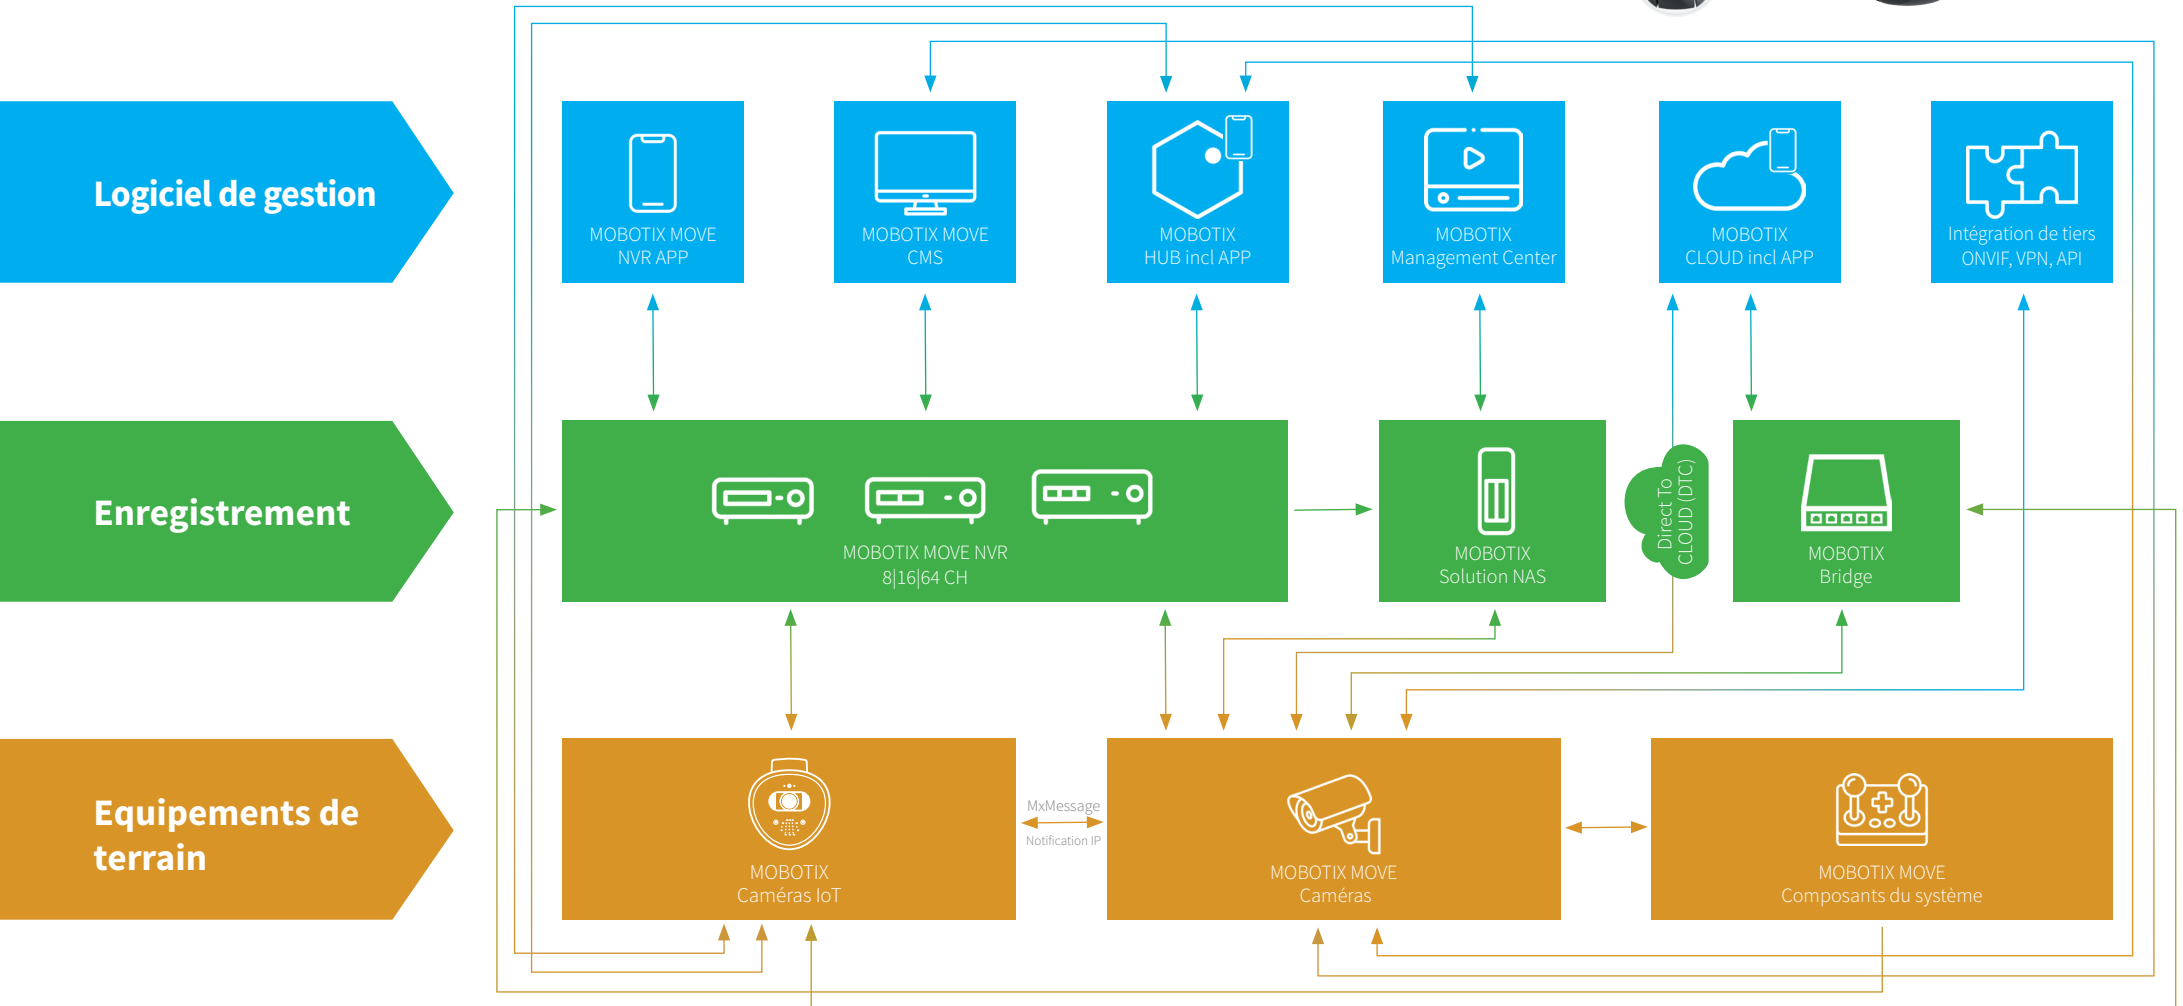 Logiciel de gestion
MOBOTIX MOVE
NVR APP
MOBOTIX MOVE
CMS
MOBOTIX
HUB incl APP
MOBOTIX
Management Center
MOBOTIX
CLOUD incl APP
Intégration de tiers
ONVIF, VPN, API
Enregistrement
MOBOTIX MOVE NVR
8|16|64 CH
MOBOTIX
Solution NAS
Direct To
CLOUD (DTC)
MOBOTIX
Bridge
Equipements de
terrain
MOBOTIX
Caméras IoT
MxMessage
Notification IP
MOBOTIX MOVE
Caméras
MOBOTIX MOVE
Composants du système